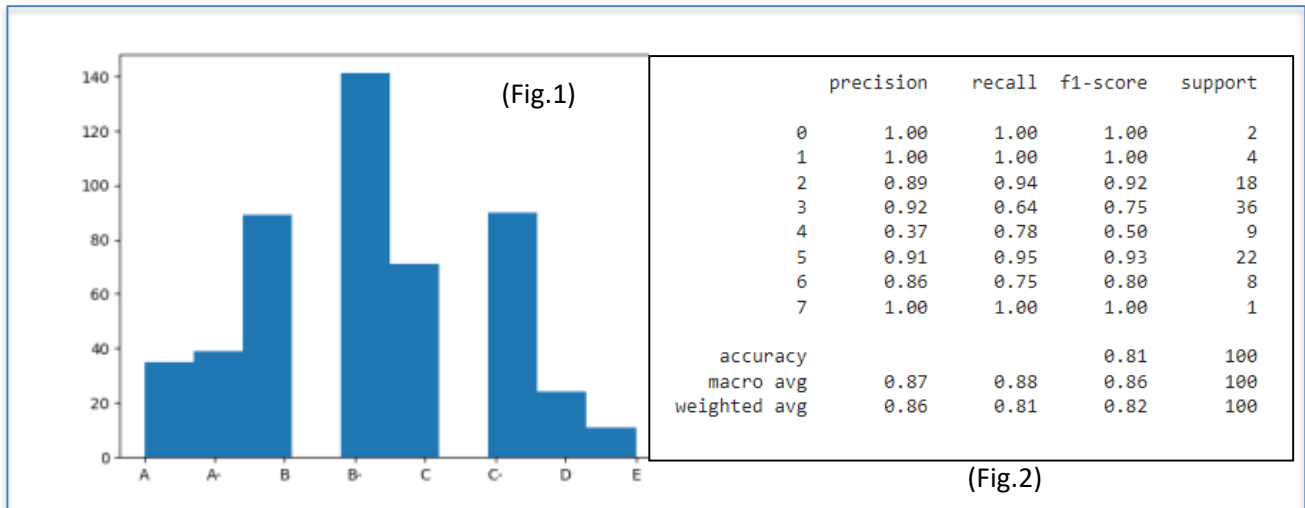 (Fig.1)
140
120
100
80
60
40
20
0
A A- B B- C C- D E
precision recall f1-score support
0 1.00 1.00 1.00 2
1 1.00 1.00 1.00 4
2 0.89 0.94 0.92 18
3 0.92 0.64 0.75 36
4 0.37 0.78 0.50 9
5 0.91 0.95 0.93 22
6 0.86 0.75 0.80 8
7 1.00 1.00 1.00 1
accuracy 0.81 100
macro avg 0.87 0.88 0.86 100
weighted avg 0.86 0.81 0.82 100
(Fig.2)